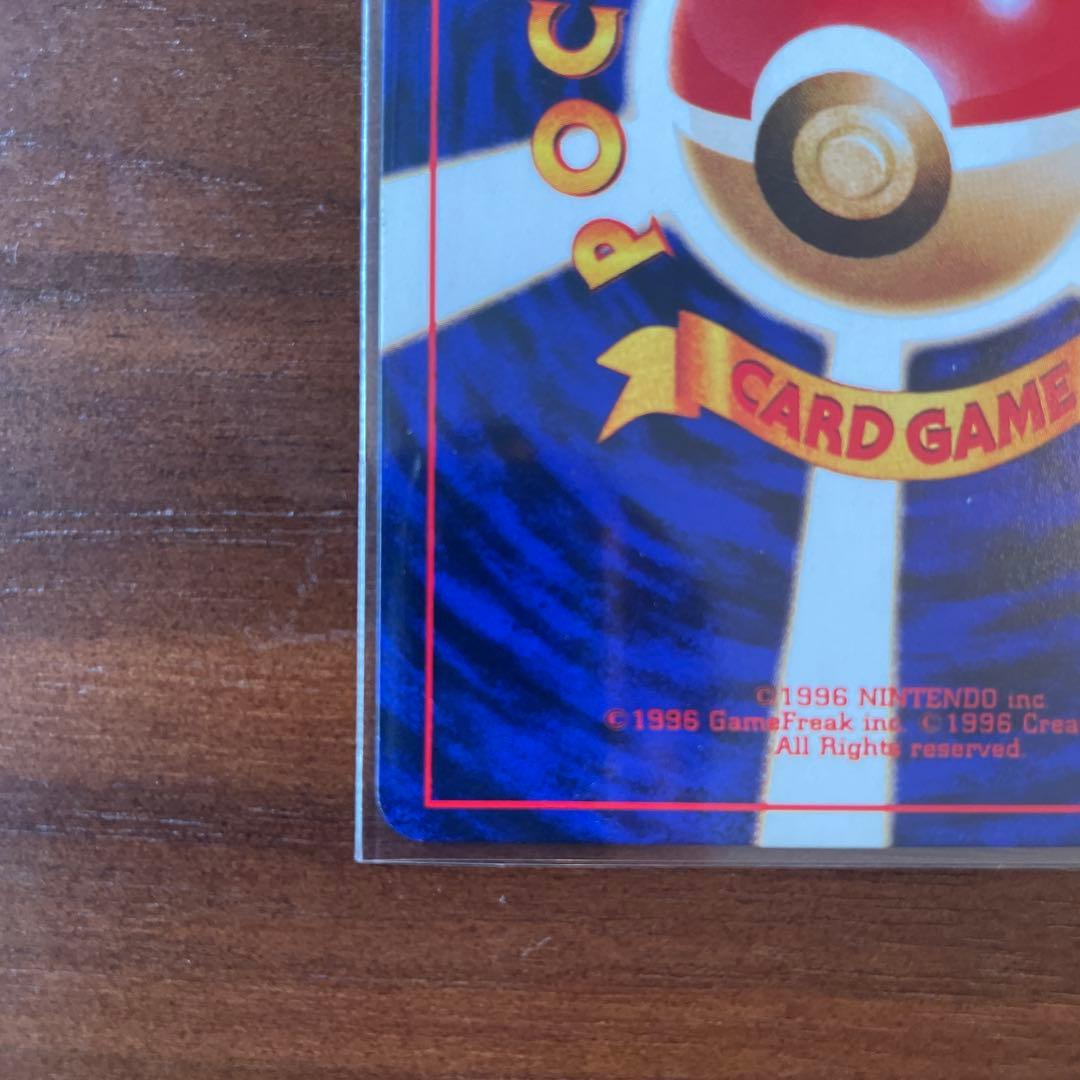 POC
CARD GAME
©1996 NINTENDO inc.
©1996 GameFreak inc. ©1996 Crea
All Rights reserved.